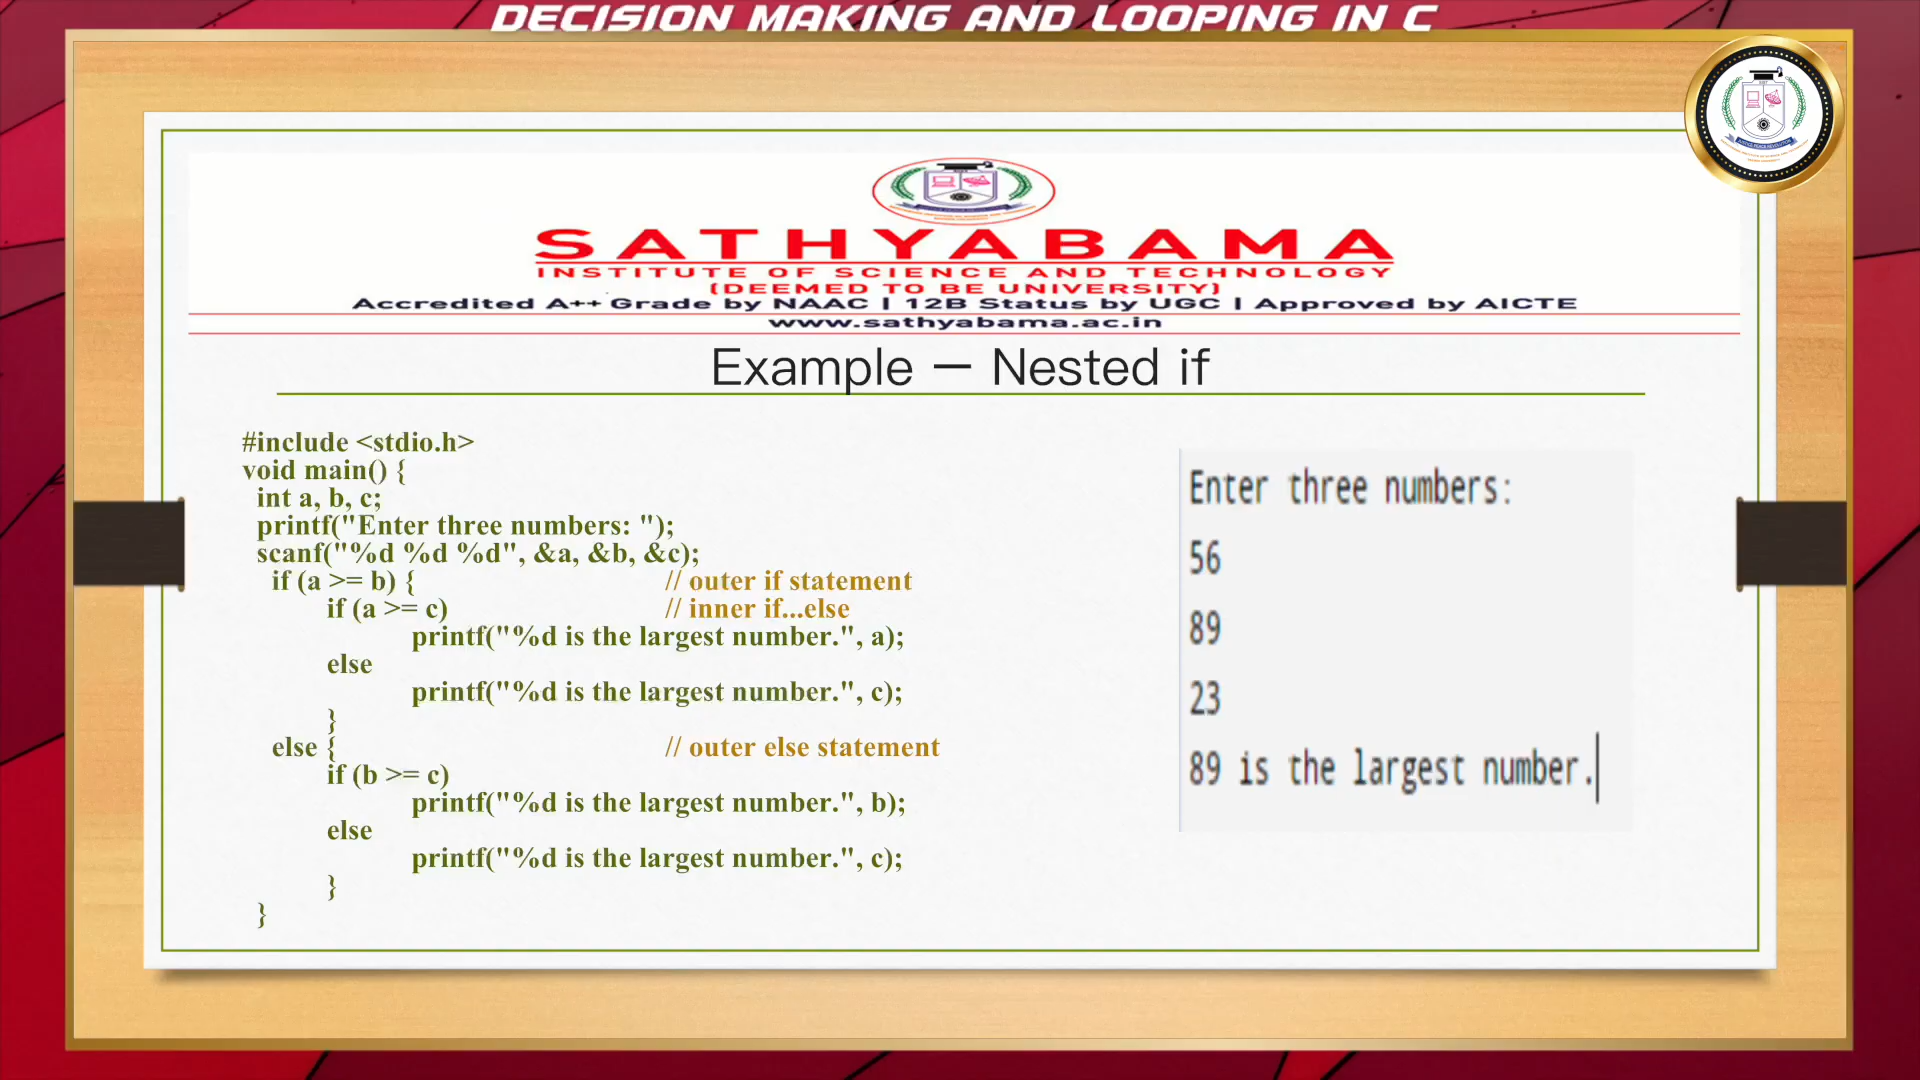 DECISION MAKING AND LOOPING IN C
SATHYABAMA
INSTITUTE OF SCIENCE AND TECHNOLOGY
(DEEMED TO BE UNIVERSITY)
Accredited A++ Grade by NAAC | 12B Status by UGC | Approved by AICTE
www.sathyabama.ac.in
Example – Nested if
#include <stdio.h>
void main() {
int a, b, c;
printf("Enter three numbers: ");
scanf("%d %d %d", &a, &b, &c);
if (a >= b) { // outer if statement
if (a >= c) // inner if...else
printf("%d is the largest number.", a);
else
printf("%d is the largest number.", c);
}
else { // outer else statement
if (b >= c)
printf("%d is the largest number.", b);
else
printf("%d is the largest number.", c);
}
}
Enter three numbers:
56
89
23
89 is the largest number.